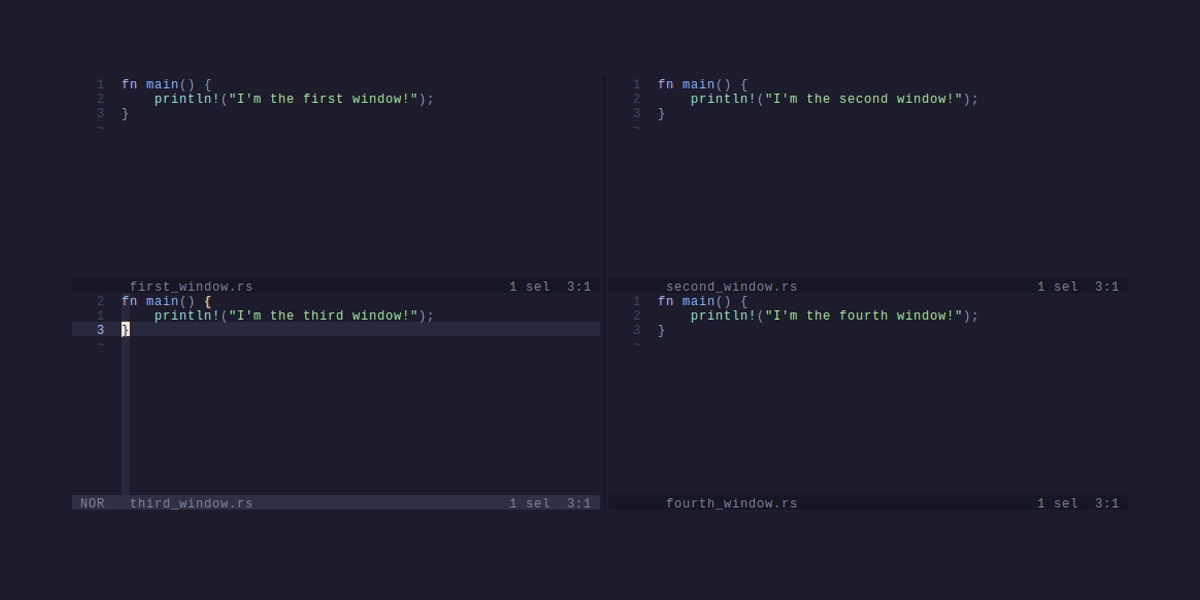 1 fn main() {
2     println!("I'm the first window!");
3 }
~
first_window.rs 1 sel 3:1
1 fn main() {
2     println!("I'm the second window!");
3 }
~
second_window.rs 1 sel 3:1
2 fn main() {
1     println!("I'm the third window!");
3 }
~
NOR third_window.rs 1 sel 3:1
1 fn main() {
2     println!("I'm the fourth window!");
3 }
~
fourth_window.rs 1 sel 3:1